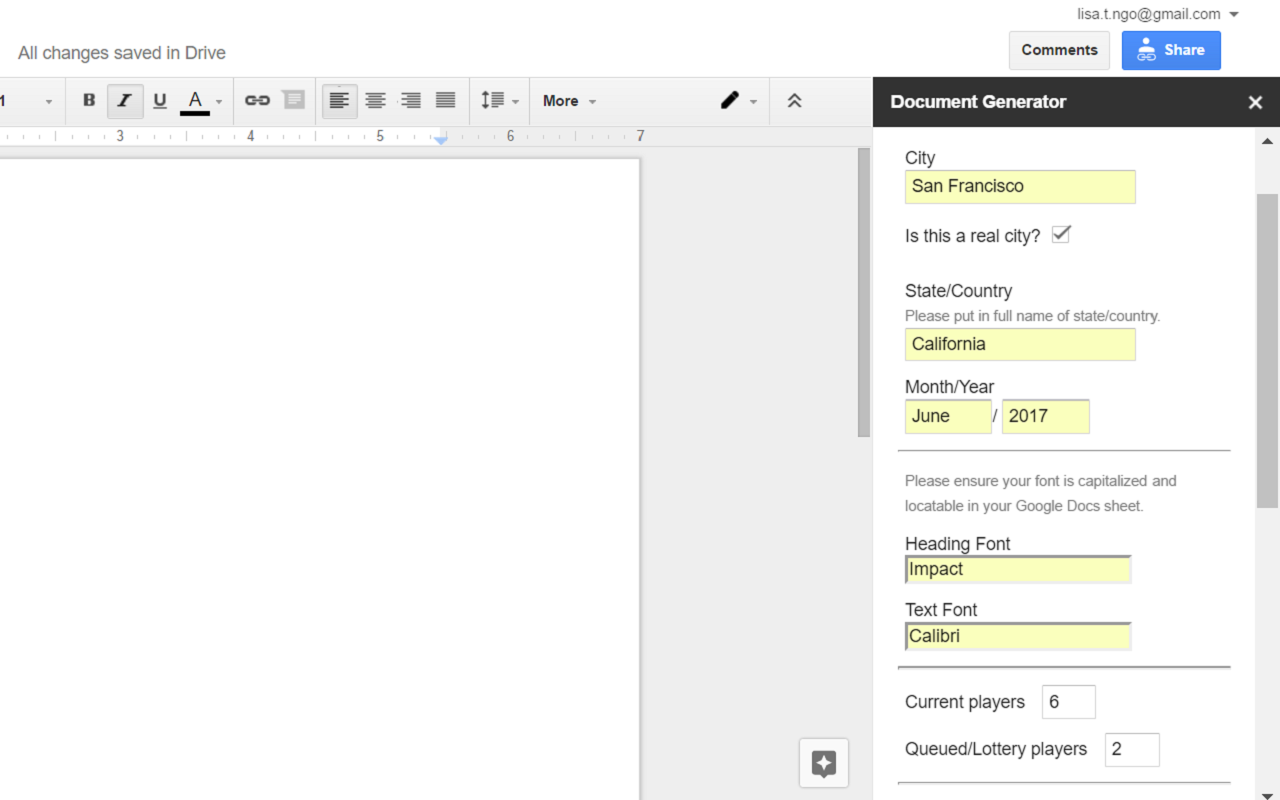 lisa.t.ngo@gmail.com
All changes saved in Drive
Comments
Share
1
B I U A
More
Document Generator
3 4 5 6 7
City
San Francisco
Is this a real city?
State/Country
Please put in full name of state/country.
California
Month/Year
June / 2017
Please ensure your font is capitalized and
locatable in your Google Docs sheet.
Heading Font
Impact
Text Font
Calibri
Current players 6
Queued/Lottery players 2